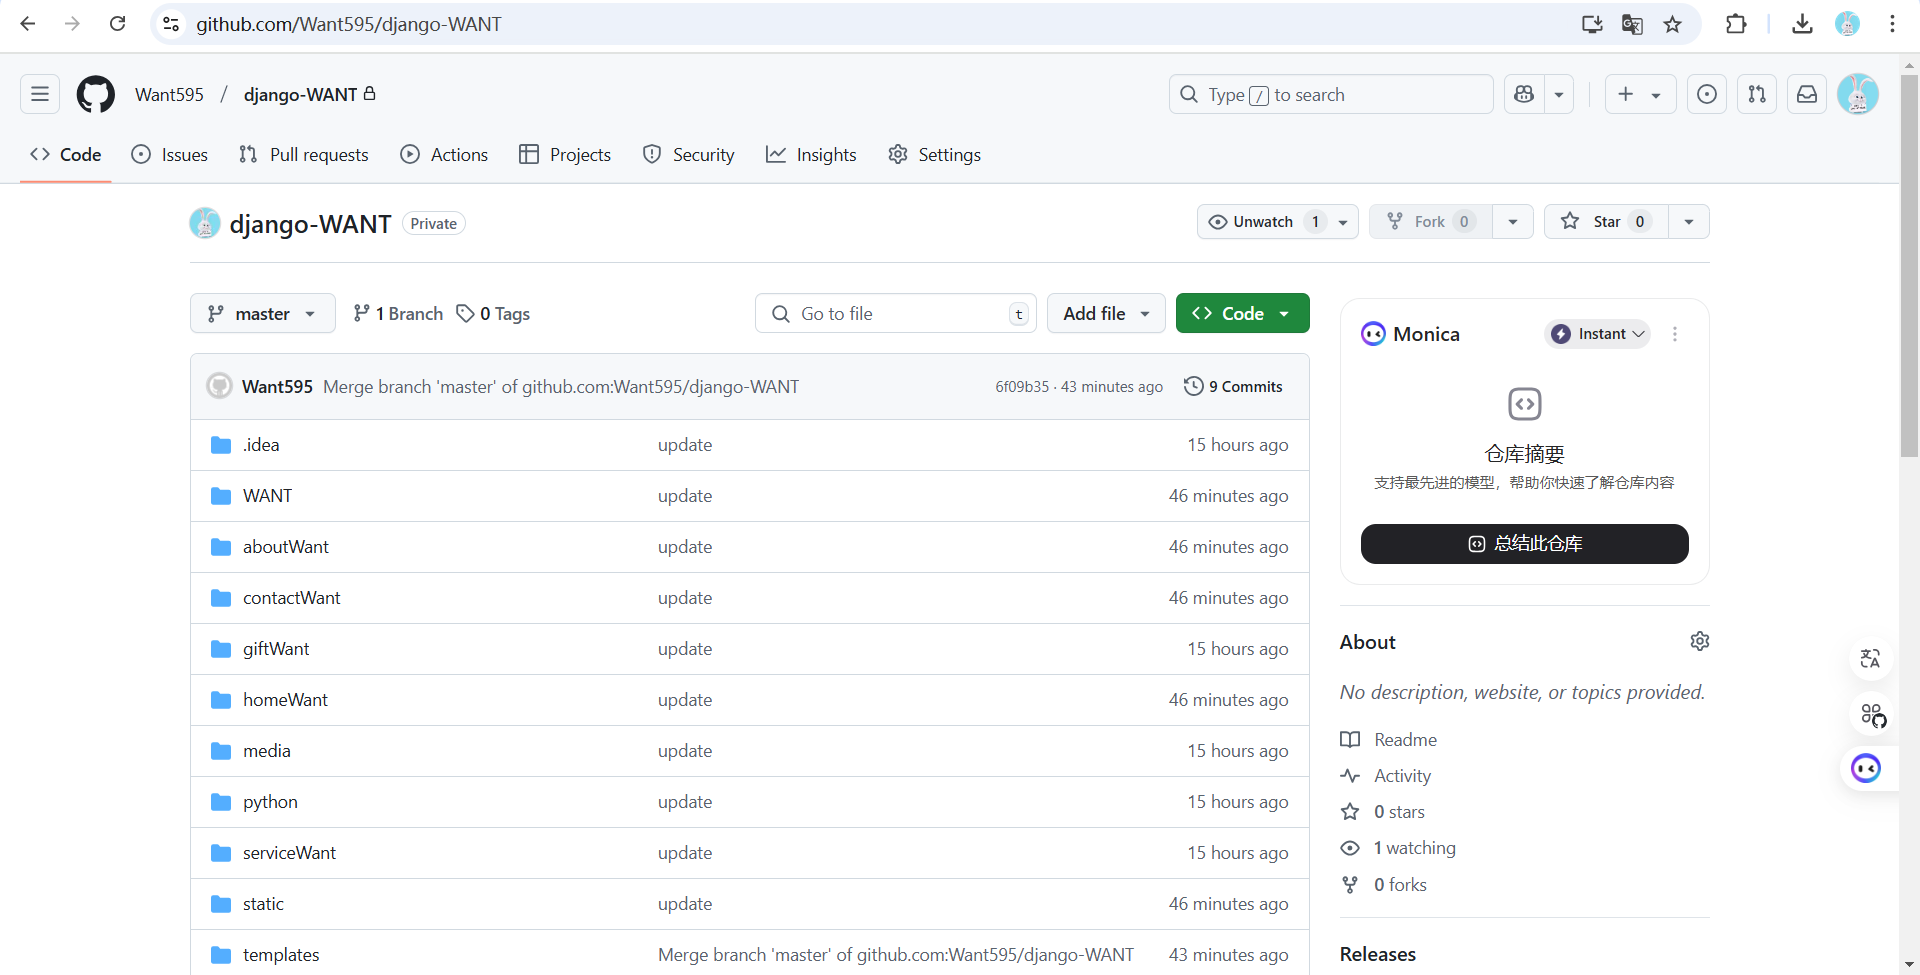 github.com/Want595/django-WANT
Want595 / django-WANT
Type / to search
Code Issues Pull requests Actions Projects Security Insights Settings
django-WANT Private
Unwatch 1 Fork 0 Star 0
master 1 Branch 0 Tags Go to file t Add file Code
Want595 Merge branch 'master' of github.com:Want595/django-WANT 6f09b35 · 43 minutes ago 9 Commits
.idea update 15 hours ago
WANT update 46 minutes ago
aboutWant update 46 minutes ago
contactWant update 46 minutes ago
giftWant update 15 hours ago
homeWant update 46 minutes ago
media update 15 hours ago
python update 15 hours ago
serviceWant update 15 hours ago
static update 46 minutes ago
templates Merge branch 'master' of github.com:Want595/django-WANT 43 minutes ago
Monica Instant
仓库摘要
支持最先进的模型，帮助你快速了解仓库内容
总结此仓库
About
No description, website, or topics provided.
Readme
Activity
0 stars
1 watching
0 forks
Releases